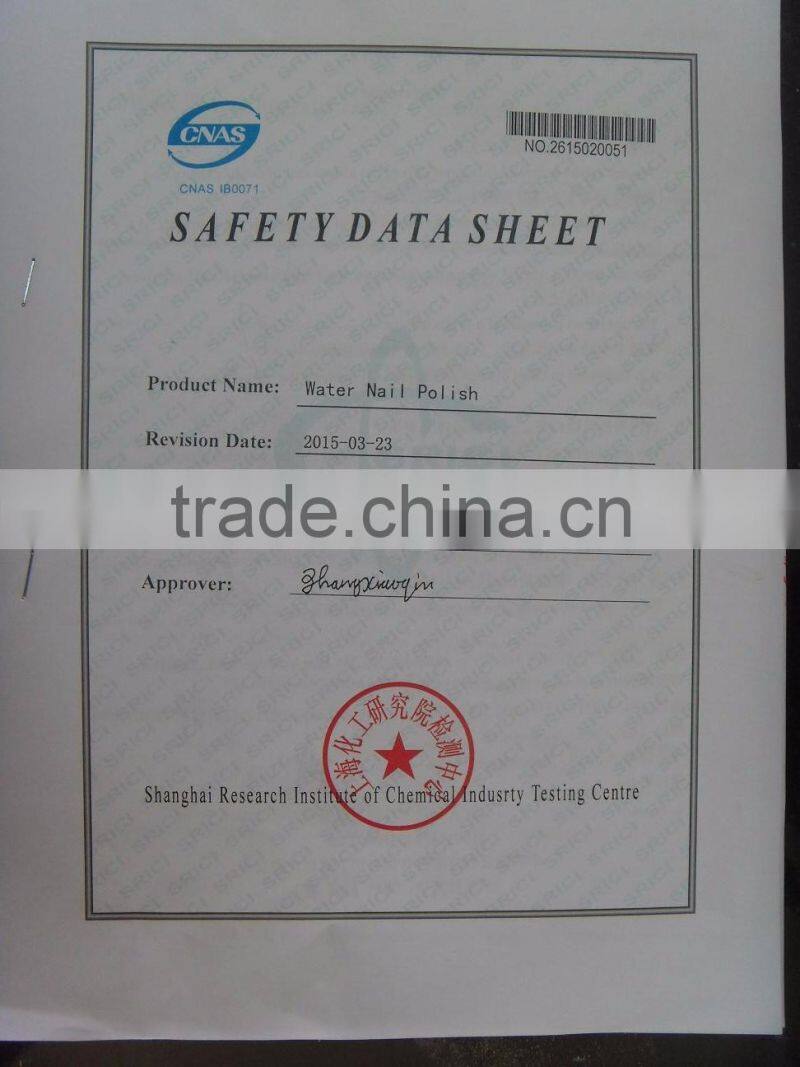 CNAS
NO.2615020051
CNAS IB0071
SAFETY DATA SHEET
Product Name: Water Nail Polish
Revision Date: 2015-03-23
trade.china.cn
Approver: Zhangxiaoqin
上海化工研究院检测中心
Shanghai Research Institute of Chemical Indusrty Testing Centre